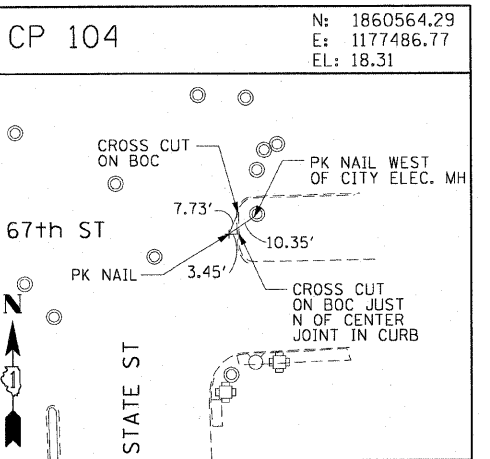 CP 104
N: 1860564.29
E: 1177486.77
EL: 18.31
CROSS CUT
ON BOC
PK NAIL WEST
OF CITY ELEC. MH
7.73'
67th ST
10.35'
PK NAIL
3.45'
CROSS CUT
ON BOC JUST
N OF CENTER
JOINT IN CURB
N
1
STATE ST